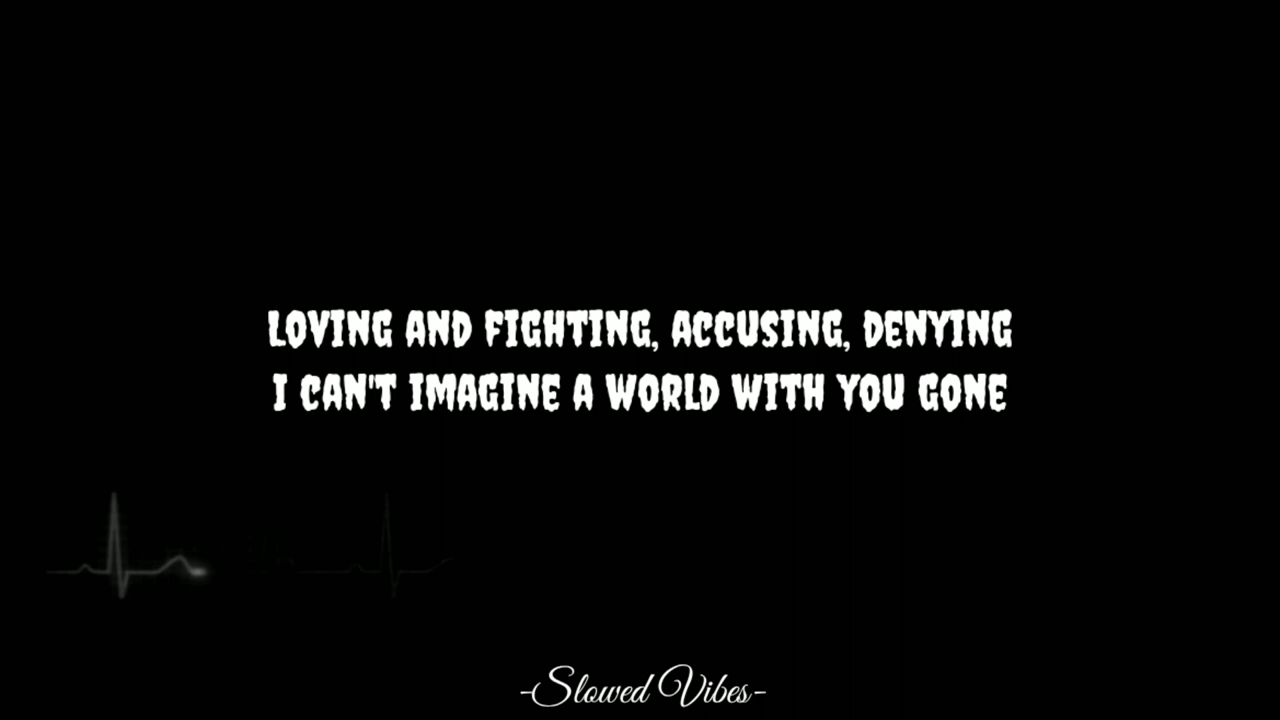 LOVING AND FIGHTING, ACCUSING, DENYING
I CAN'T IMAGINE A WORLD WITH YOU GONE
-Slowed Vibes-